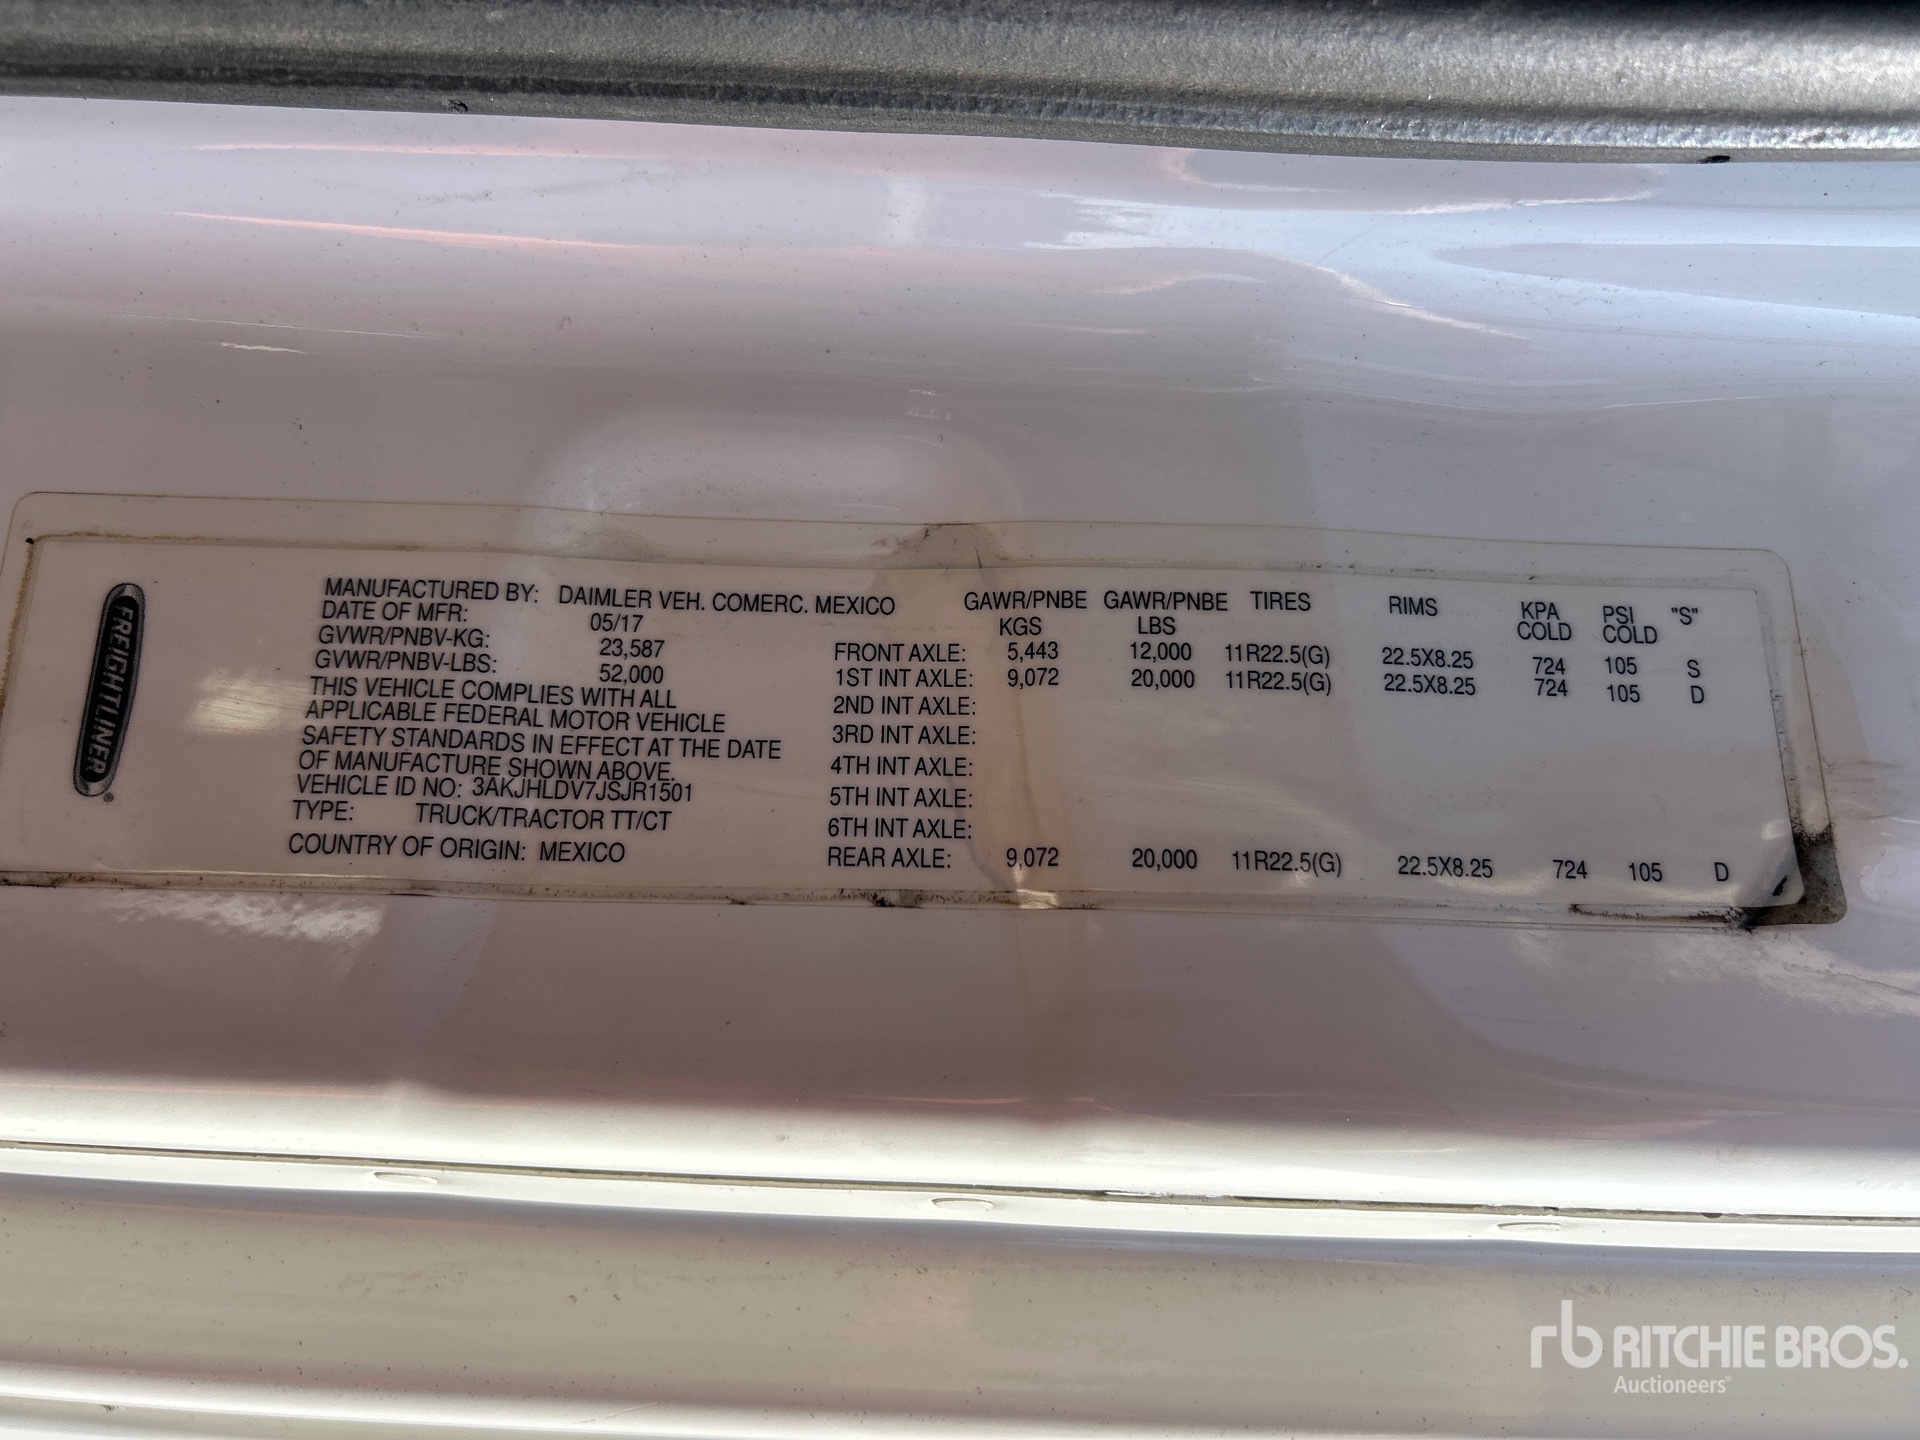 FREIGHTLINER
MANUFACTURED BY: DAIMLER VEH. COMERC. MEXICO
DATE OF MFR: 05/17
GVWR/PNBV-KG: 23,587
GVWR/PNBV-LBS: 52,000
THIS VEHICLE COMPLIES WITH ALL
APPLICABLE FEDERAL MOTOR VEHICLE
SAFETY STANDARDS IN EFFECT AT THE DATE
OF MANUFACTURE SHOWN ABOVE.
VEHICLE ID NO: 3AKJHLDV7JSJR1501
TYPE: TRUCK/TRACTOR TT/CT
COUNTRY OF ORIGIN: MEXICO
GAWR/PNBE GAWR/PNBE TIRES RIMS KPA PSI "S"
KGS LBS COLD COLD
FRONT AXLE: 5,443 12,000 11R22.5(G) 22.5X8.25 724 105 S
1ST INT AXLE: 9,072 20,000 11R22.5(G) 22.5X8.25 724 105 D
2ND INT AXLE:
3RD INT AXLE:
4TH INT AXLE:
5TH INT AXLE:
6TH INT AXLE:
REAR AXLE: 9,072 20,000 11R22.5(G) 22.5X8.25 724 105 D
rb RITCHIE BROS.
Auctioneers